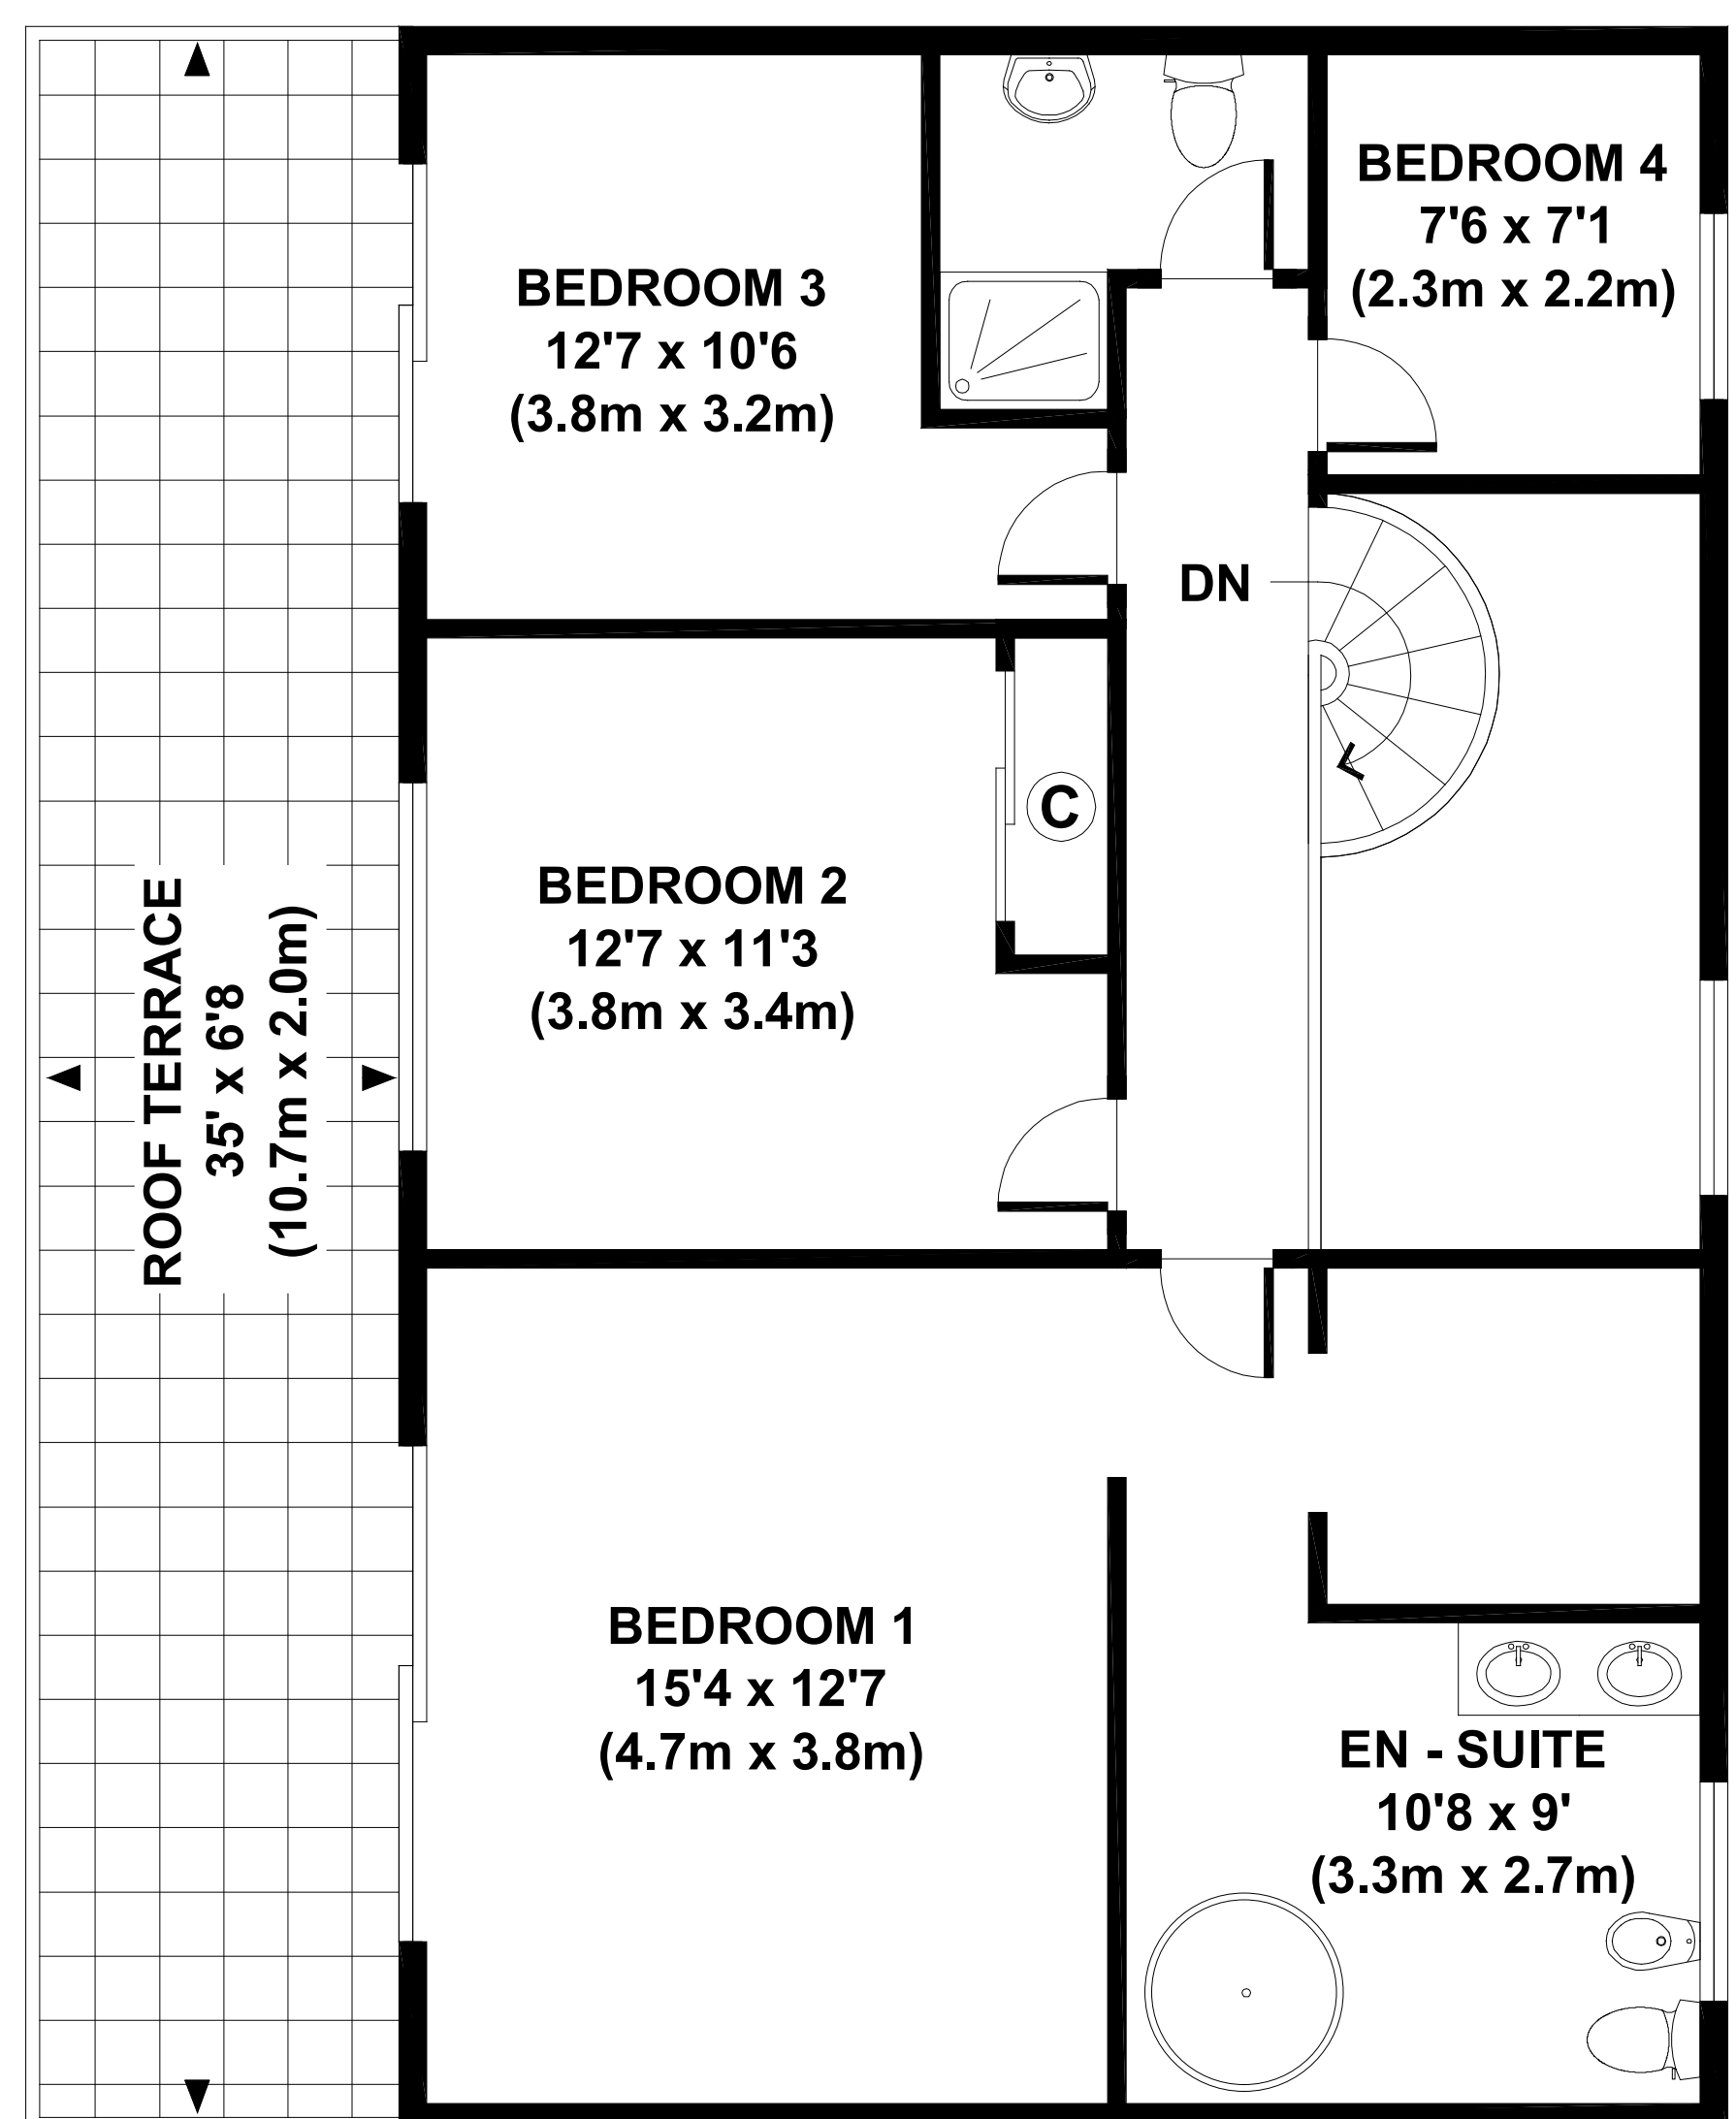 BEDROOM 4
7'6 x 7'1
(2.3m x 2.2m)
BEDROOM 3
12'7 x 10'6
(3.8m x 3.2m)
DN
C
BEDROOM 2
12'7 x 11'3
(3.8m x 3.4m)
ROOF TERRACE
35' x 6'8
(10.7m x 2.0m)
BEDROOM 1
15'4 x 12'7
(4.7m x 3.8m)
EN - SUITE
10'8 x 9'
(3.3m x 2.7m)